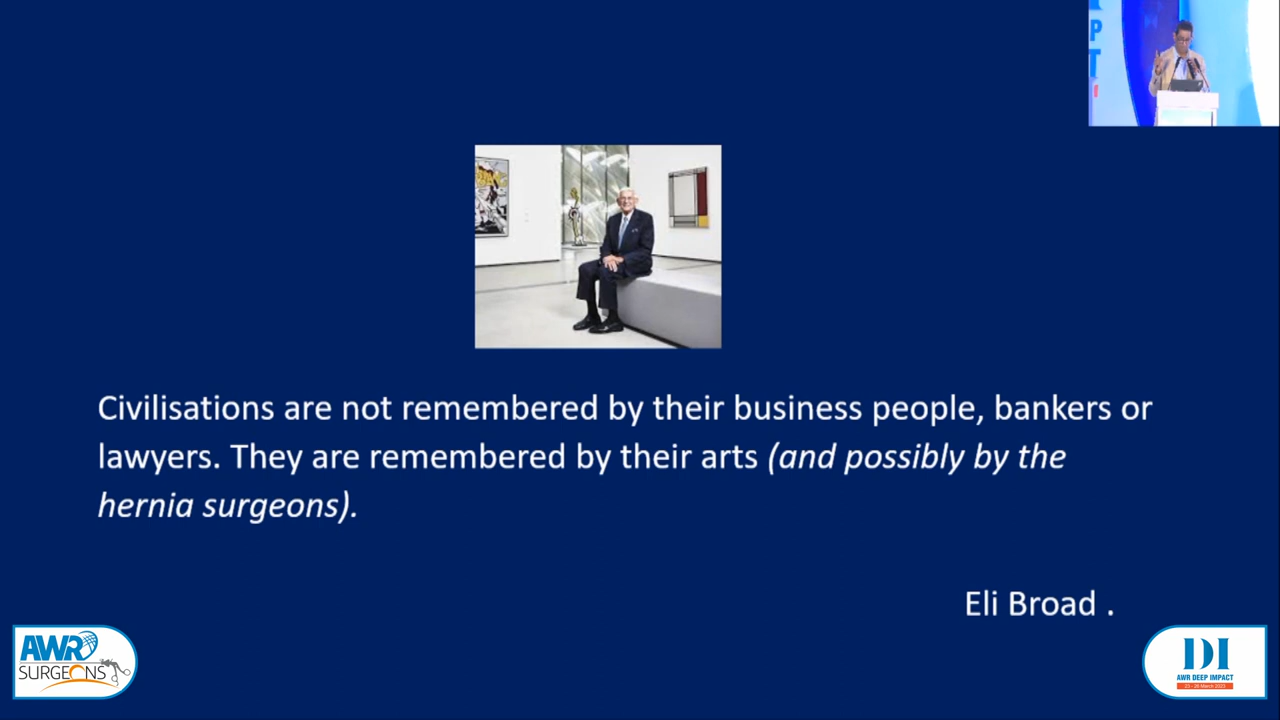 P
T
Civilisations are not remembered by their business people, bankers or
lawyers. They are remembered by their arts (and possibly by the
hernia surgeons).
Eli Broad .
AWR
SURGEONS
DI
AWR DEEP IMPACT